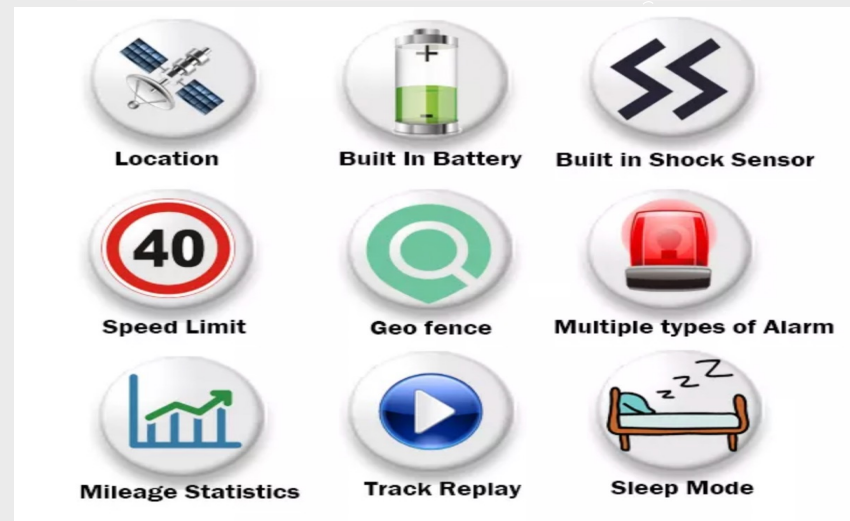 Location
Built In Battery
Built in Shock Sensor
40
Speed Limit
Geo fence
Multiple types of Alarm
Z Z Z
Mileage Statistics
Track Replay
Sleep Mode